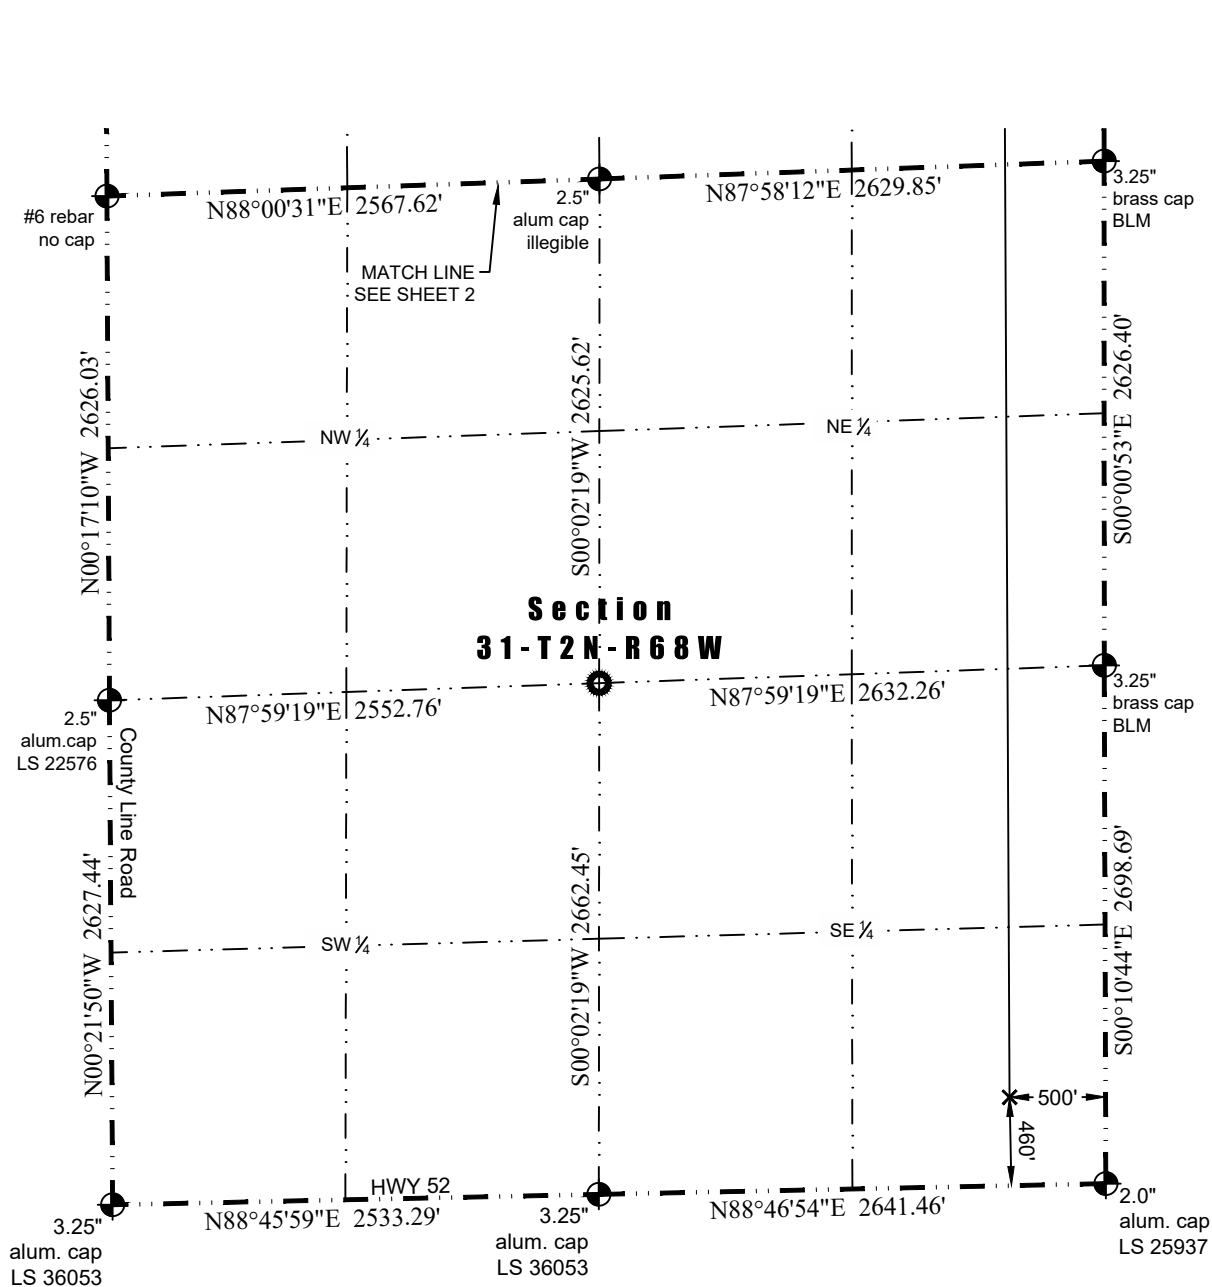 N88°00'31"E 2567.62'
N87°58'12"E 2629.85'
#6 rebar
no cap
2.5"
alum cap
illegible
3.25"
brass cap
BLM
MATCH LINE
SEE SHEET 2
N00°17'10"W 2626.03'
S00°02'19"W 2625.62'
S00°00'53"E 2626.40'
NW ¼
NE ¼
Section
31-T2N-R68W
N87°59'19"E 2552.76'
N87°59'19"E 2632.26'
2.5"
alum.cap
LS 22576
3.25"
brass cap
BLM
County Line Road
N00°21'50"W 2627.44'
S00°02'19"W 2662.45'
S00°10'44"E 2698.69'
SW ¼
SE ¼
500'
460'
HWY 52
N88°45'59"E 2533.29'
N88°46'54"E 2641.46'
3.25"
alum. cap
LS 36053
3.25"
alum. cap
LS 36053
2.0"
alum. cap
LS 25937